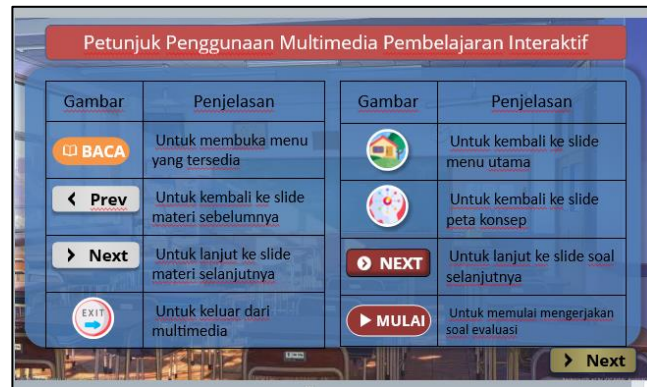 Petunjuk Penggunaan Multimedia Pembelajaran Interaktif
Gambar Penjelasan
BACA Untuk membuka menu
yang tersedia
Prev Untuk kembali ke slide
materi sebelumnya
Next Untuk lanjut ke slide
materi selanjutnya
EXIT Untuk keluar dari
multimedia
Gambar Penjelasan
Untuk kembali ke slide
menu utama
Untuk kembali ke slide
peta konsep
NEXT Untuk lanjut ke slide soal
selanjutnya
MULAI Untuk memulai mengerjakan
soal evaluasi
Next